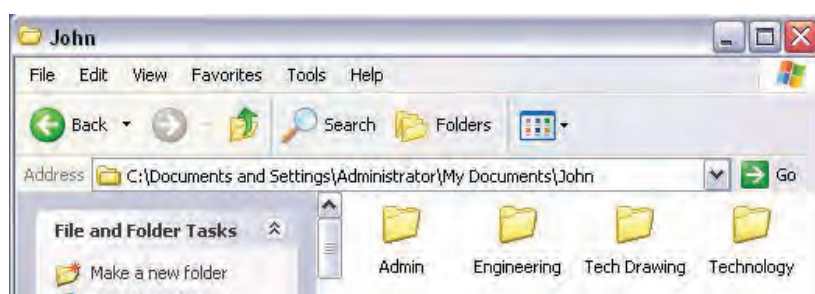 John
File Edit View Favorites Tools Help
Back Search Folders
Address C:\Documents and Settings\Administrator\My Documents\John Go
File and Folder Tasks
Admin Engineering Tech Drawing Technology
Make a new folder